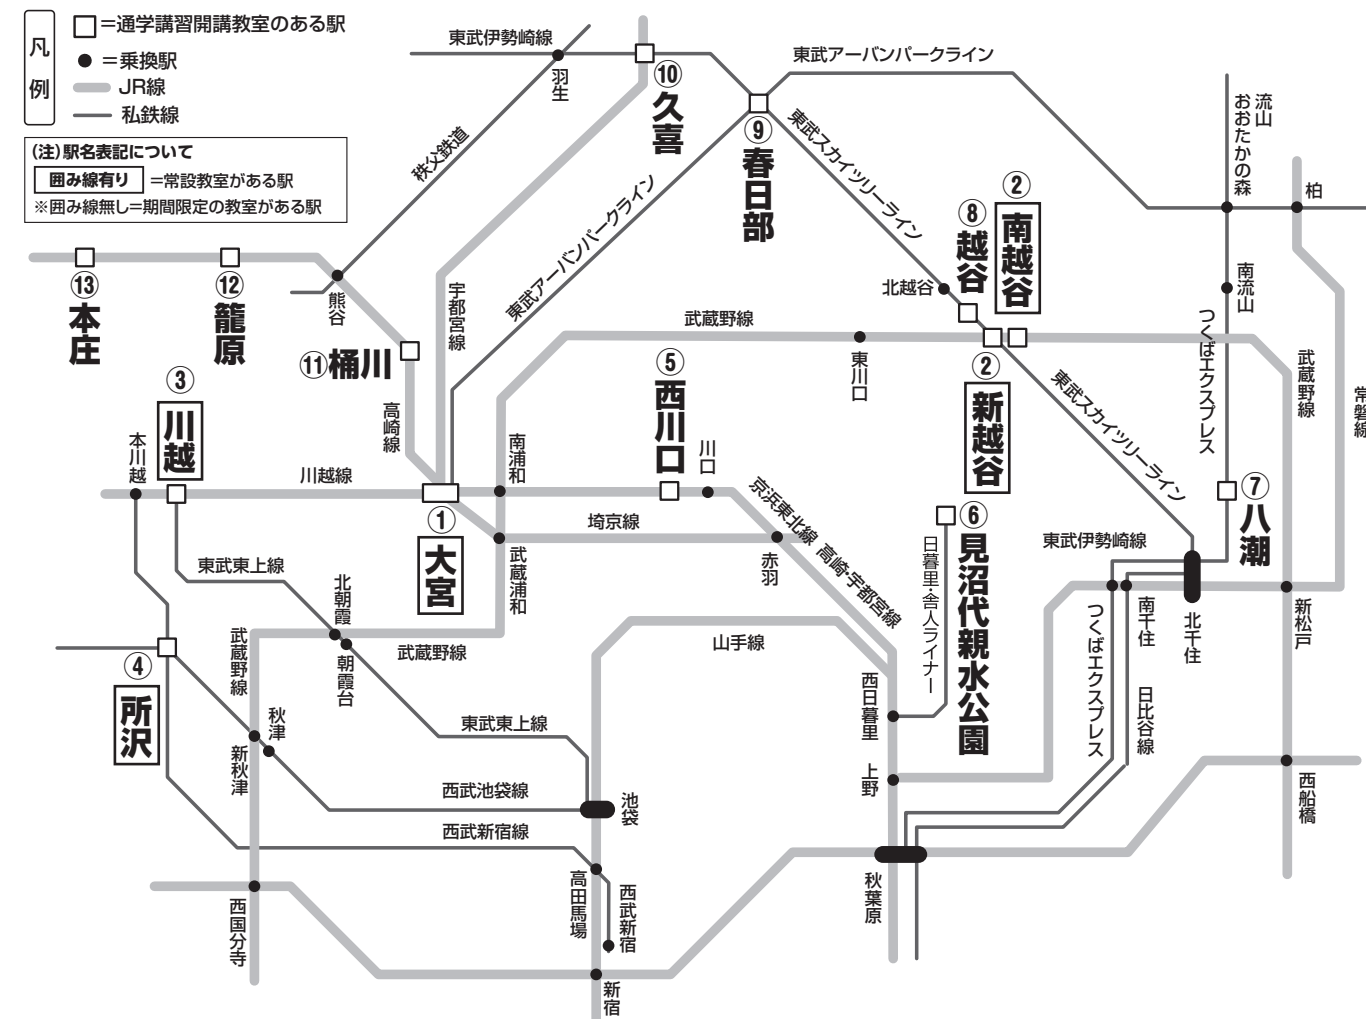 凡例
□=通学講習開講教室のある駅
●=乗換駅
JR線
私鉄線
(注)駅名表記について
囲み線有り =常設教室がある駅
※囲み線無し=期間限定の教室がある駅
東武伊勢崎線
羽生
⑩
久喜
東武アーバンパークライン
⑨
春日部
東武スカイツリーライン
流山おおたかの森
柏
秩父鉄道
東武アーバンパークライン
⑧
越谷
②
南越谷
北越谷
南流山
⑬
本庄
⑫
籠原
熊谷
⑪桶川
宇都宮線
高崎線
武蔵野線
東川口
②
新越谷
東武スカイツリーライン
つくばエクスプレス
武蔵野線
常磐線
③
川越
本川越
川越線
①
大宮
南浦和
⑤
西川口
川口
京浜東北線
高崎・宇都宮線
埼京線
武蔵浦和
赤羽
⑥
見沼代親水公園
日暮里・舎人ライナー
⑦
八潮
東武伊勢崎線
北千住
南千住
新松戸
つくばエクスプレス
日比谷線
東武東上線
北朝霞
朝霞台
武蔵野線
武蔵野線
④
所沢
秋津
新秋津
東武東上線
西武池袋線
西武新宿線
池袋
山手線
西日暮里
上野
秋葉原
西船橋
高田馬場
西武新宿
西国分寺
新宿